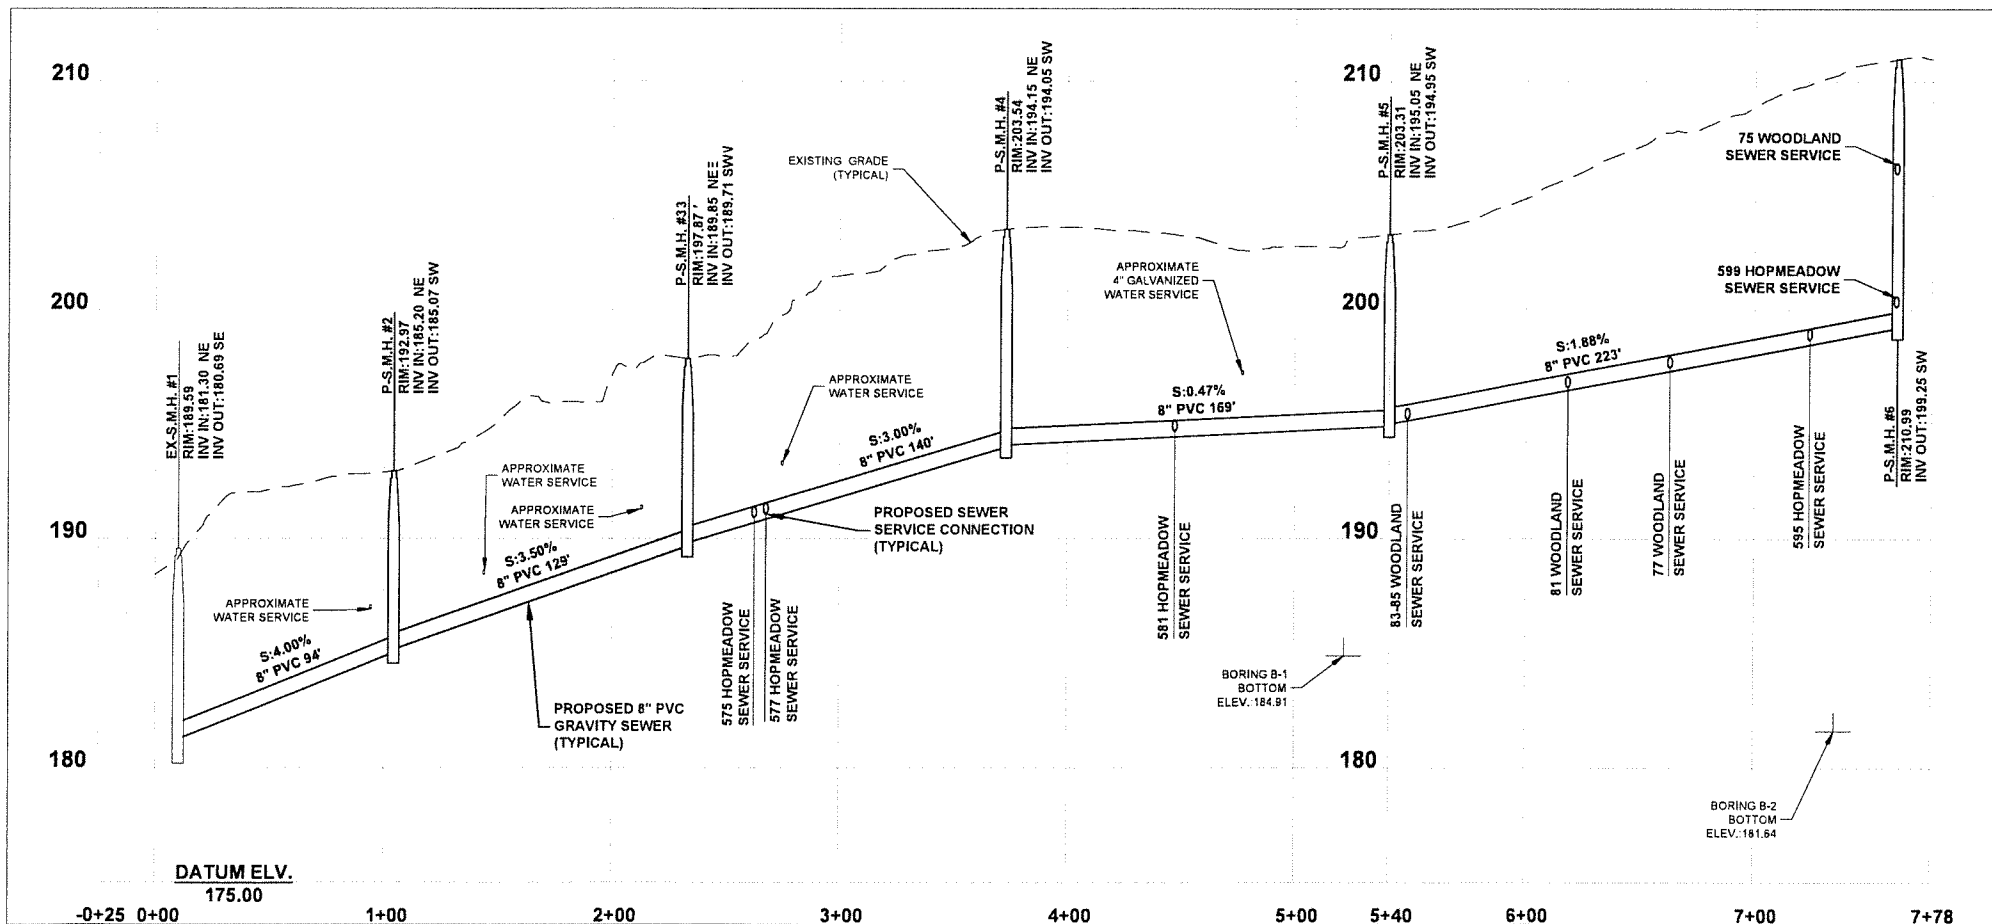 210
200
190
180
210
200
190
180
EX-S.M.H. #1
RIM:189.59
INV IN:181.30 NE
INV OUT:180.69 SE
P-S.M.H. #2
RIM:192.97
INV IN:185.20 NE
INV OUT:185.07 SW
P-S.M.H. #33
RIM:197.87 '
INV IN:189.85 NE
INV OUT:189.71 SW
P-S.M.H. #4
RIM:203.54
INV IN:194.15 NE
INV OUT:194.05 SW
P-S.M.H. #5
RIM:203.31
INV IN:195.05 NE
INV OUT:194.95 SW
P-S.M.H. #6
RIM:210.99
INV OUT:199.25 SW
EXISTING GRADE
(TYPICAL)
APPROXIMATE
4" GALVANIZED
WATER SERVICE
75 WOODLAND
SEWER SERVICE
599 HOPMEADOW
SEWER SERVICE
APPROXIMATE
WATER SERVICE
APPROXIMATE
WATER SERVICE
APPROXIMATE
WATER SERVICE
APPROXIMATE
WATER SERVICE
S:4.00%
8" PVC 94'
S:3.50%
8" PVC 129'
S:3.00%
8" PVC 140'
S:0.47%
8" PVC 169'
S:1.88%
8" PVC 223'
PROPOSED SEWER
SERVICE CONNECTION
(TYPICAL)
PROPOSED 8" PVC
GRAVITY SEWER
(TYPICAL)
575 HOPMEADOW
SEWER SERVICE
577 HOPMEADOW
SEWER SERVICE
581 HOPMEADOW
SEWER SERVICE
83-85 WOODLAND
SEWER SERVICE
81 WOODLAND
SEWER SERVICE
77 WOODLAND
SEWER SERVICE
595 HOPMEADOW
SEWER SERVICE
BORING B-1
BOTTOM
ELEV.:184.91
BORING B-2
BOTTOM
ELEV.:181.64
DATUM ELV.
175.00
-0+25 0+00 1+00 2+00 3+00 4+00 5+00 5+40 6+00 7+00 7+78